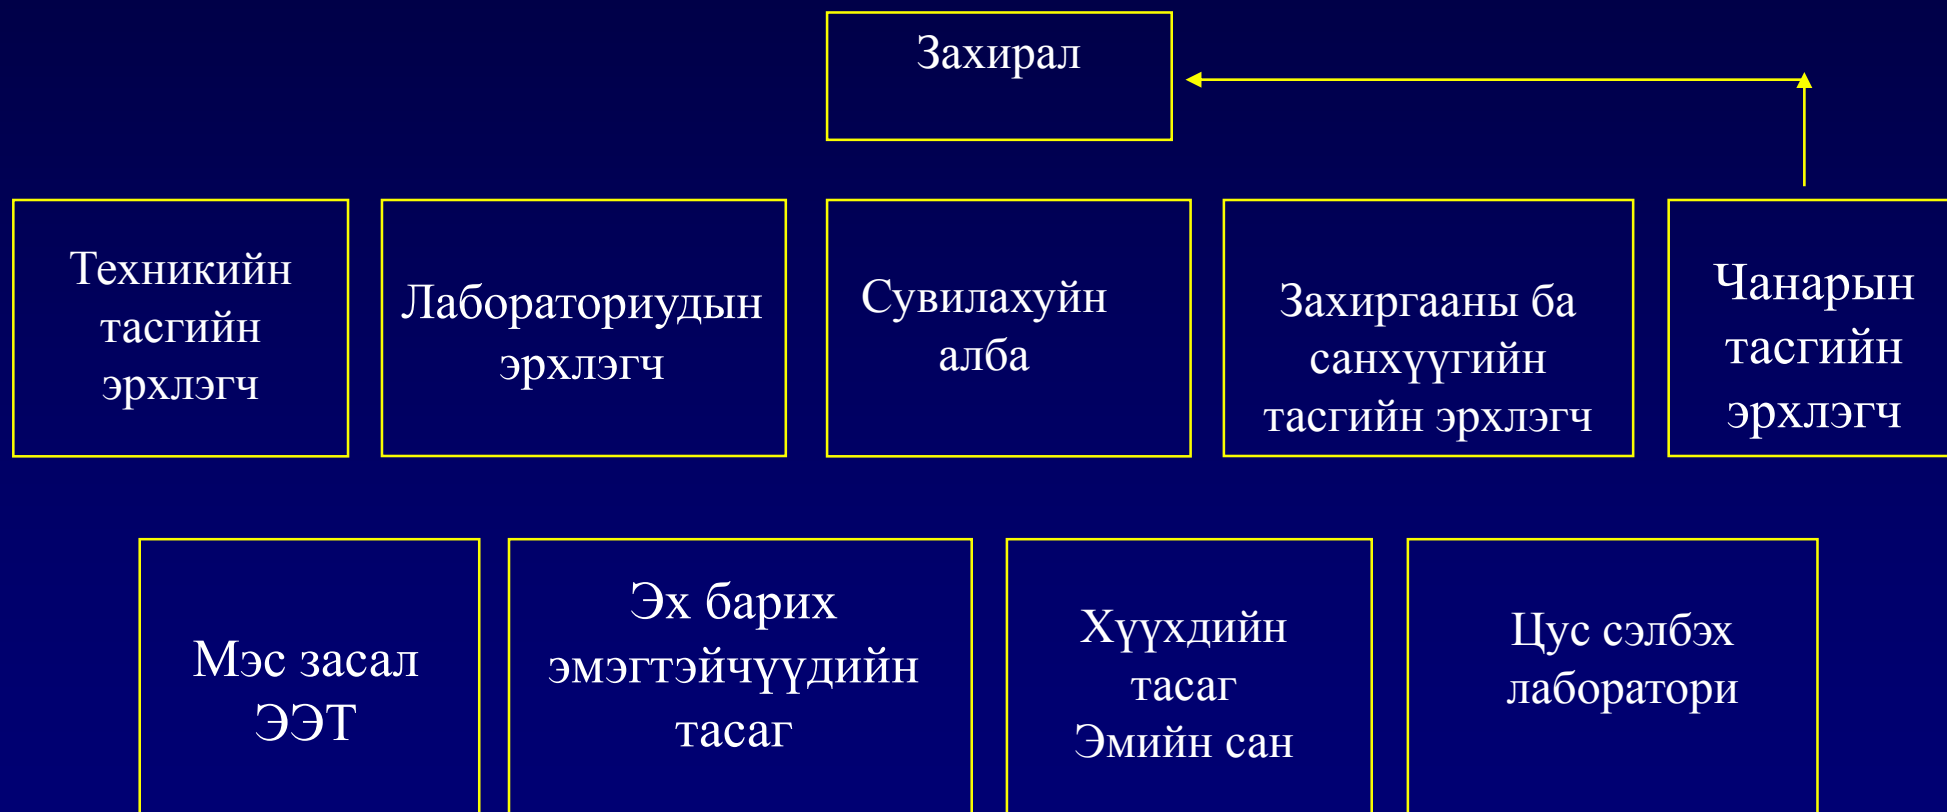 Захирал
Техникийн
тасгийн
эрхлэгч
Лабораториудын
эрхлэгч
Сувилахуйн
алба
Захиргааны ба
санхүүгийн
тасгийн эрхлэгч
Чанарын
тасгийн
эрхлэгч
Мэс засал
ЭЭТ
Эх барих
эмэгтэйчүүдийн
тасаг
Хүүхдийн
тасаг
Эмийн сан
Цус сэлбэх
лаборатори